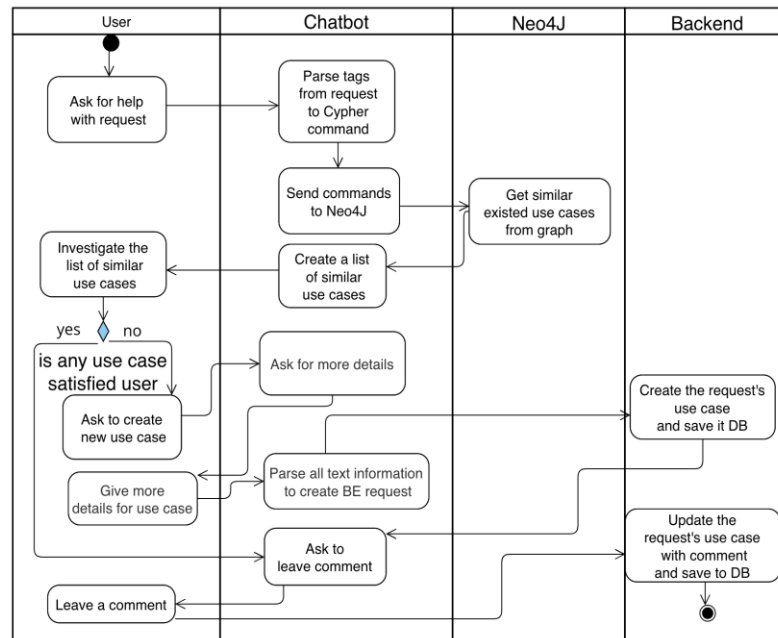 User
Chatbot
Neo4J
Backend
Ask for help
with request
Parse tags
from request
to Cypher
command
Send commands
to Neo4J
Get similar
existed use cases
from graph
Investigate the
list of similar
use cases
Create a list
of similar
use cases
yes
no
is any use case
satisfied user
Ask for more details
Ask to create
new use case
Create the request's
use case
and save it DB
Give more
details for use case
Parse all text information
to create BE request
Ask to
leave comment
Update the
request's use case
with comment
and save to DB
Leave a comment